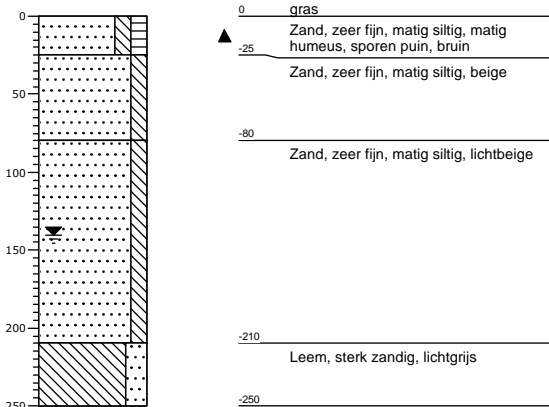 0
50
100
150
200
250
0
gras
Zand, zeer fijn, matig siltig, matig
humeus, sporen puin, bruin
-25
Zand, zeer fijn, matig siltig, beige
-80
Zand, zeer fijn, matig siltig, lichtbeige
-210
Leem, sterk zandig, lichtgrijs
-250